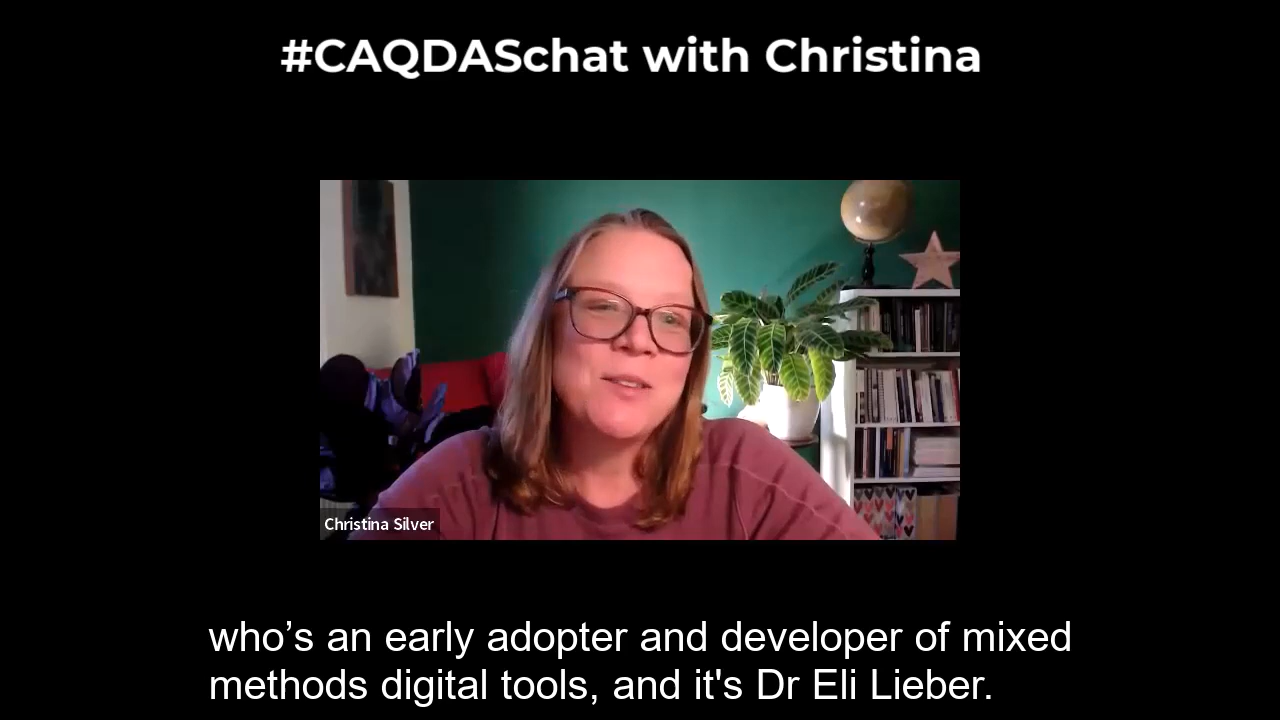 #CAQDASchat with Christina
Christina Silver
who’s an early adopter and developer of mixed
methods digital tools, and it's Dr Eli Lieber.